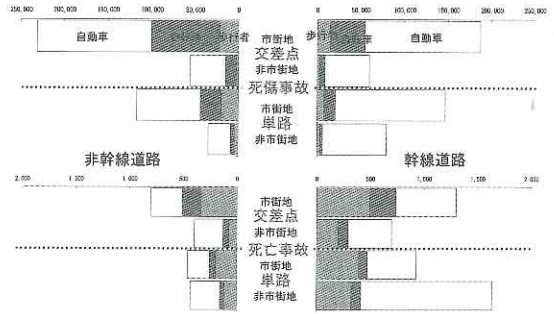 250,000 200,000 150,000 100,000 50,000 0 0 50,000 100,000 150,000 200,000 250,000
自動車 歩行者 市街地 歩行者 自動車
交差点
非市街地
死傷事故
市街地
単路
非市街地
非幹線道路 幹線道路
2,000 1,500 1,000 500 0 0 500 1,000 1,500 2,000
市街地
交差点
非市街地
死亡事故
市街地
単路
非市街地